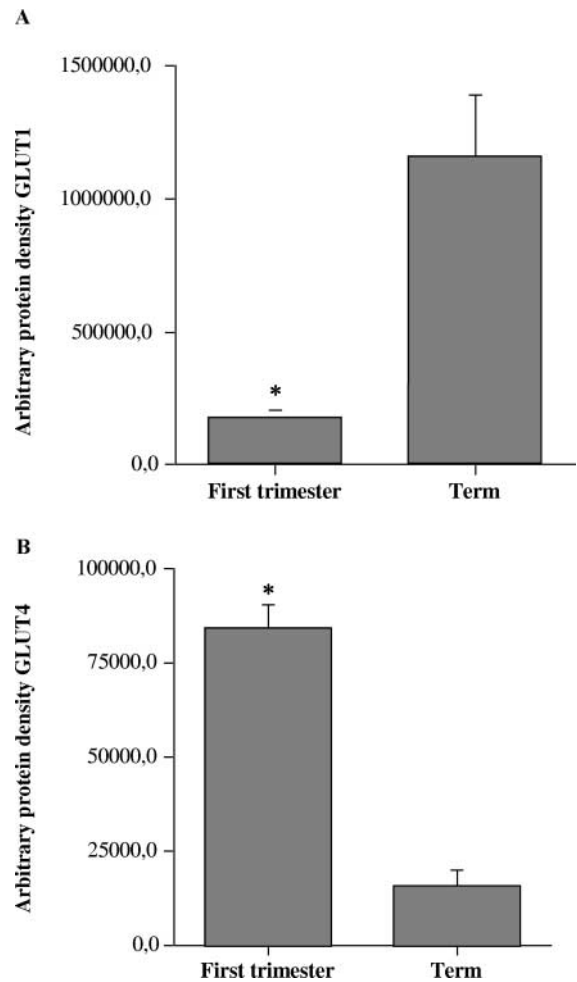 A
Arbitrary protein density GLUT1
1500000,0
1000000,0
500000,0
0,0
*
First trimester
Term
B
Arbitrary protein density GLUT4
100000,0
75000,0
50000,0
25000,0
0,0
*
First trimester
Term